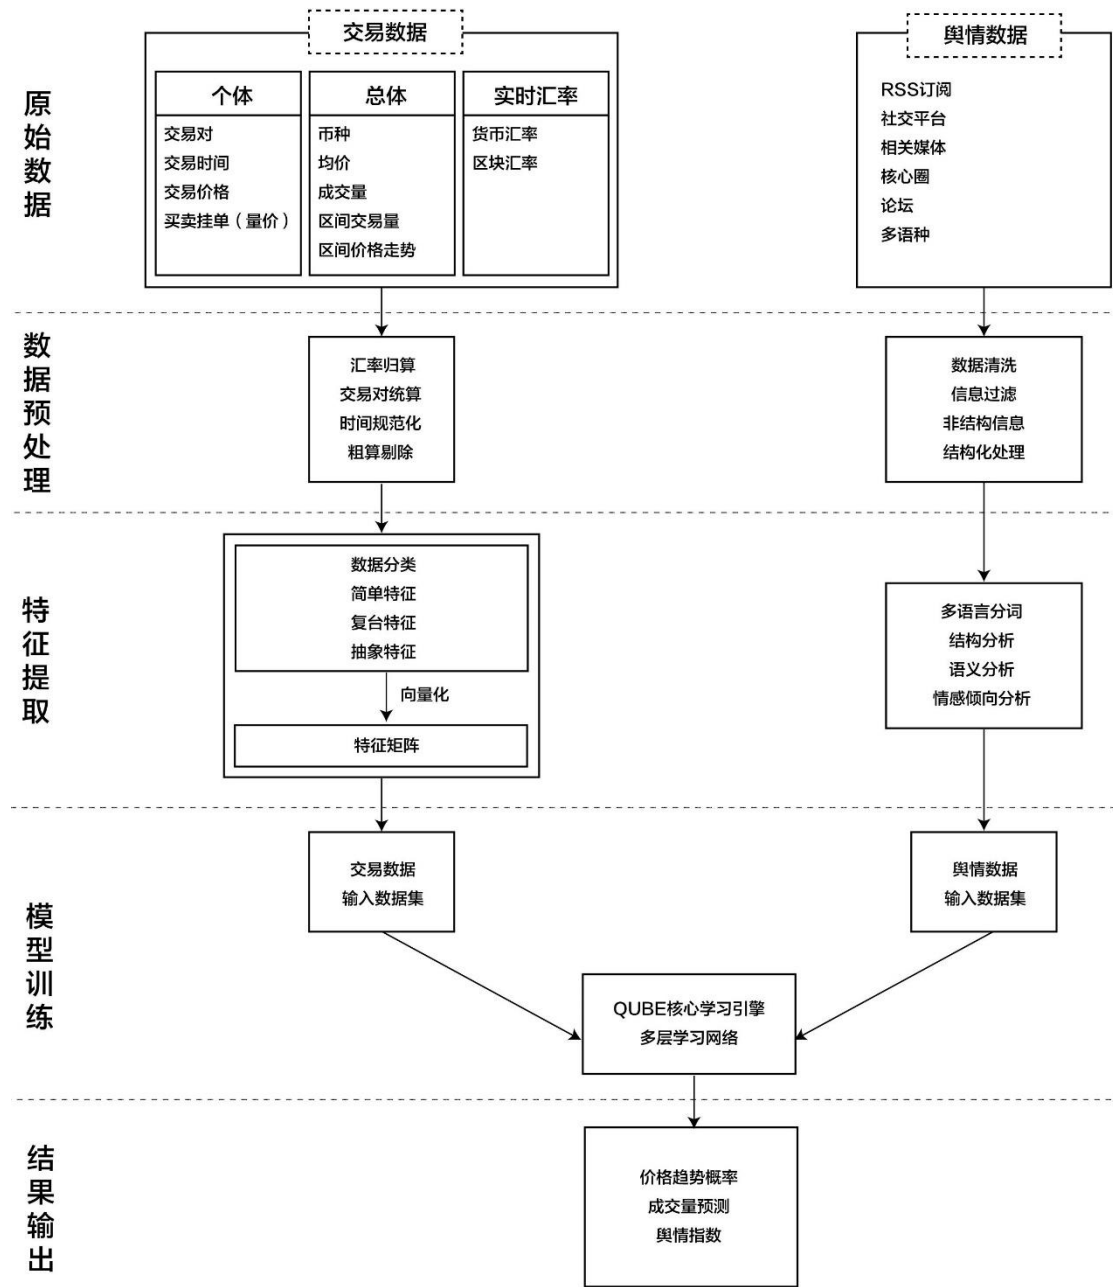 原始数据
交易数据
个体
交易对
交易时间
交易价格
买卖挂单（量价）
总体
币种
均价
成交量
区间交易量
区间价格走势
实时汇率
货币汇率
区块汇率
舆情数据
RSS订阅
社交平台
相关媒体
核心圈
论坛
多语种
数据预处理
汇率归算
交易对统算
时间规范化
粗算剔除
数据清洗
信息过滤
非结构信息
结构化处理
特征提取
数据分类
简单特征
复台特征
抽象特征
向量化
特征矩阵
多语言分词
结构分析
语义分析
情感倾向分析
模型训练
交易数据
输入数据集
舆情数据
输入数据集
QUBE核心学习引擎
多层学习网络
结果输出
价格趋势概率
成交量预测
舆情指数